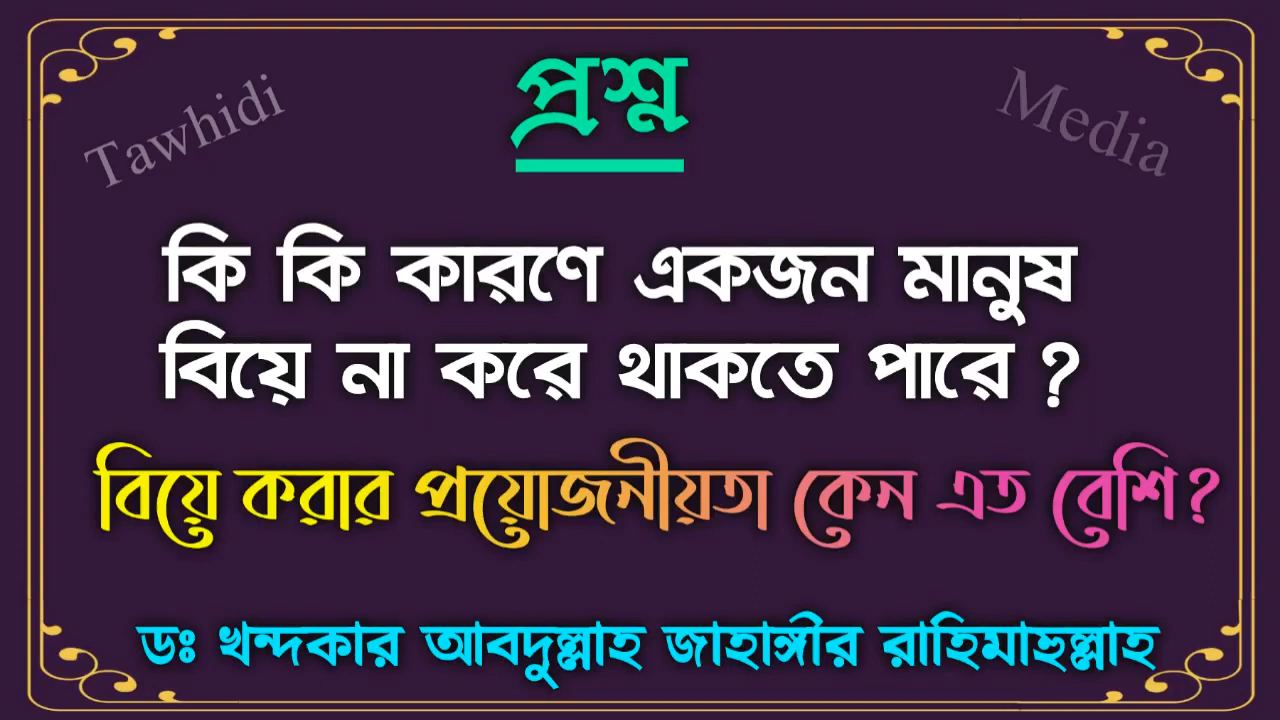 Tawhidi
Media
প্রশ্ন
কি কি কারণে একজন মানুষ
বিয়ে না করে থাকতে পারে ?
বিয়ে করার প্রয়োজনীয়তা কেন এত বেশি?
ডঃ খন্দকার আবদুল্লাহ জাহাঙ্গীর রাহিমাহুল্লাহ